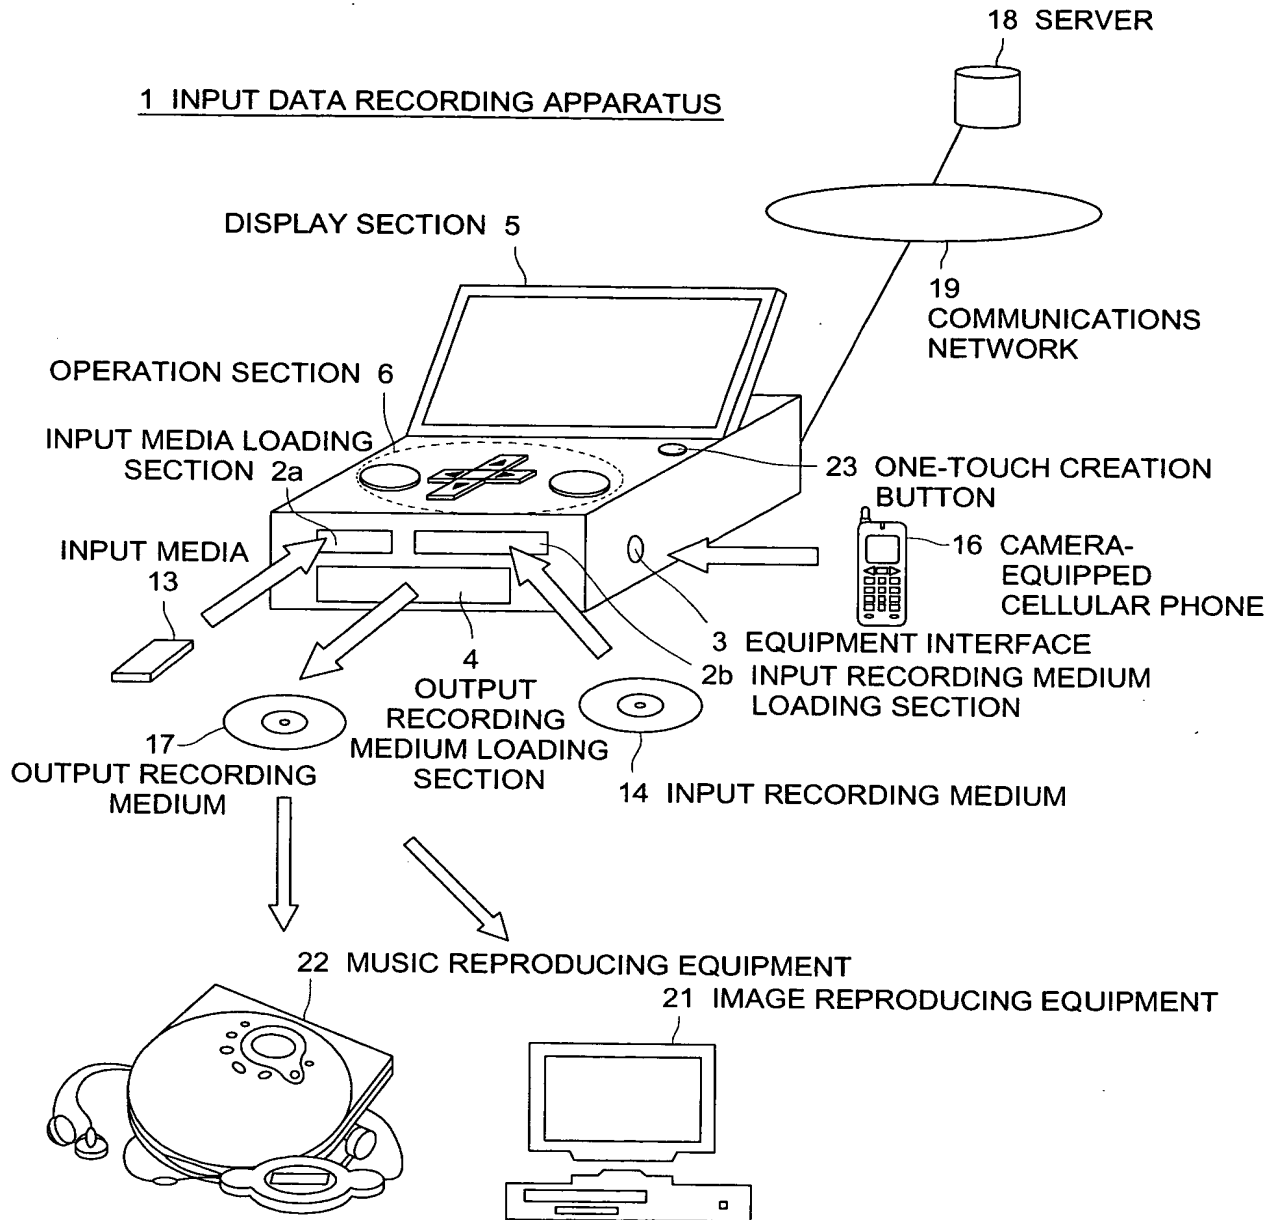 18 SERVER
1 INPUT DATA RECORDING APPARATUS
DISPLAY SECTION 5
19
COMMUNICATIONS
NETWORK
OPERATION SECTION 6
INPUT MEDIA LOADING
SECTION 2a
23 ONE-TOUCH CREATION
BUTTON
INPUT MEDIA
13
16 CAMERA-
EQUIPPED
CELLULAR PHONE
3 EQUIPMENT INTERFACE
2b INPUT RECORDING MEDIUM
LOADING SECTION
4
OUTPUT
RECORDING
MEDIUM LOADING
SECTION
17
OUTPUT RECORDING
MEDIUM
14 INPUT RECORDING MEDIUM
22 MUSIC REPRODUCING EQUIPMENT
21 IMAGE REPRODUCING EQUIPMENT